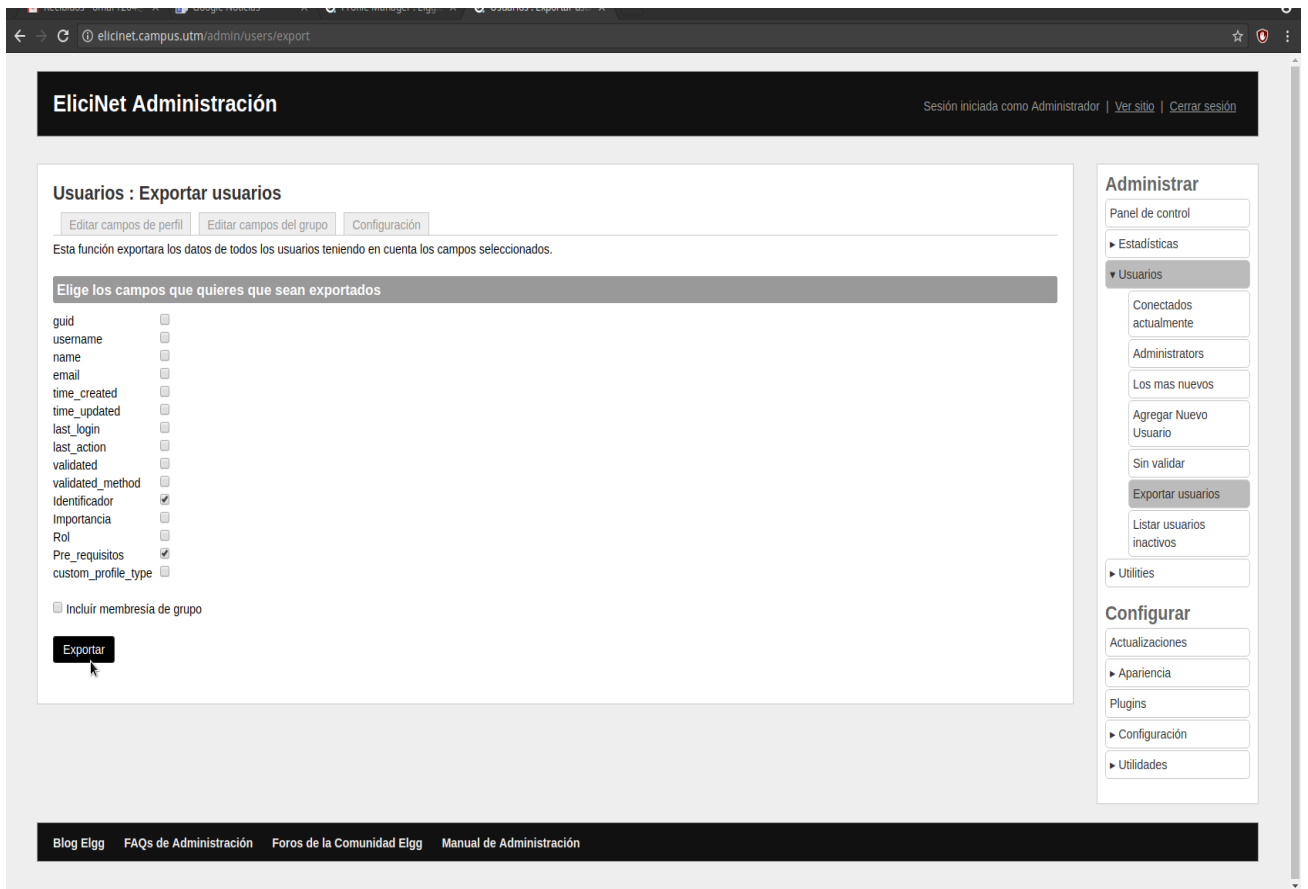 elicinet.campus.utm/admin/users/export
EliciNet Administración
Sesión iniciada como Administrador | Ver sitio | Cerrar sesión
Usuarios : Exportar usuarios
Editar campos de perfil Editar campos del grupo Configuración
Esta función exportara los datos de todos los usuarios teniendo en cuenta los campos seleccionados.
Elige los campos que quieres que sean exportados
guid
username
name
email
time_created
time_updated
last_login
last_action
validated
validated_method
Identificador
Importancia
Rol
Pre_requisitos
custom_profile_type
Incluír membresía de grupo
Exportar
Administrar
Panel de control
Estadísticas
Usuarios
Conectados
actualmente
Administrators
Los mas nuevos
Agregar Nuevo
Usuario
Sin validar
Exportar usuarios
Listar usuarios
inactivos
Utilities
Configurar
Actualizaciones
Apariencia
Plugins
Configuración
Utilidades
Blog Elgg FAQs de Administración Foros de la Comunidad Elgg Manual de Administración